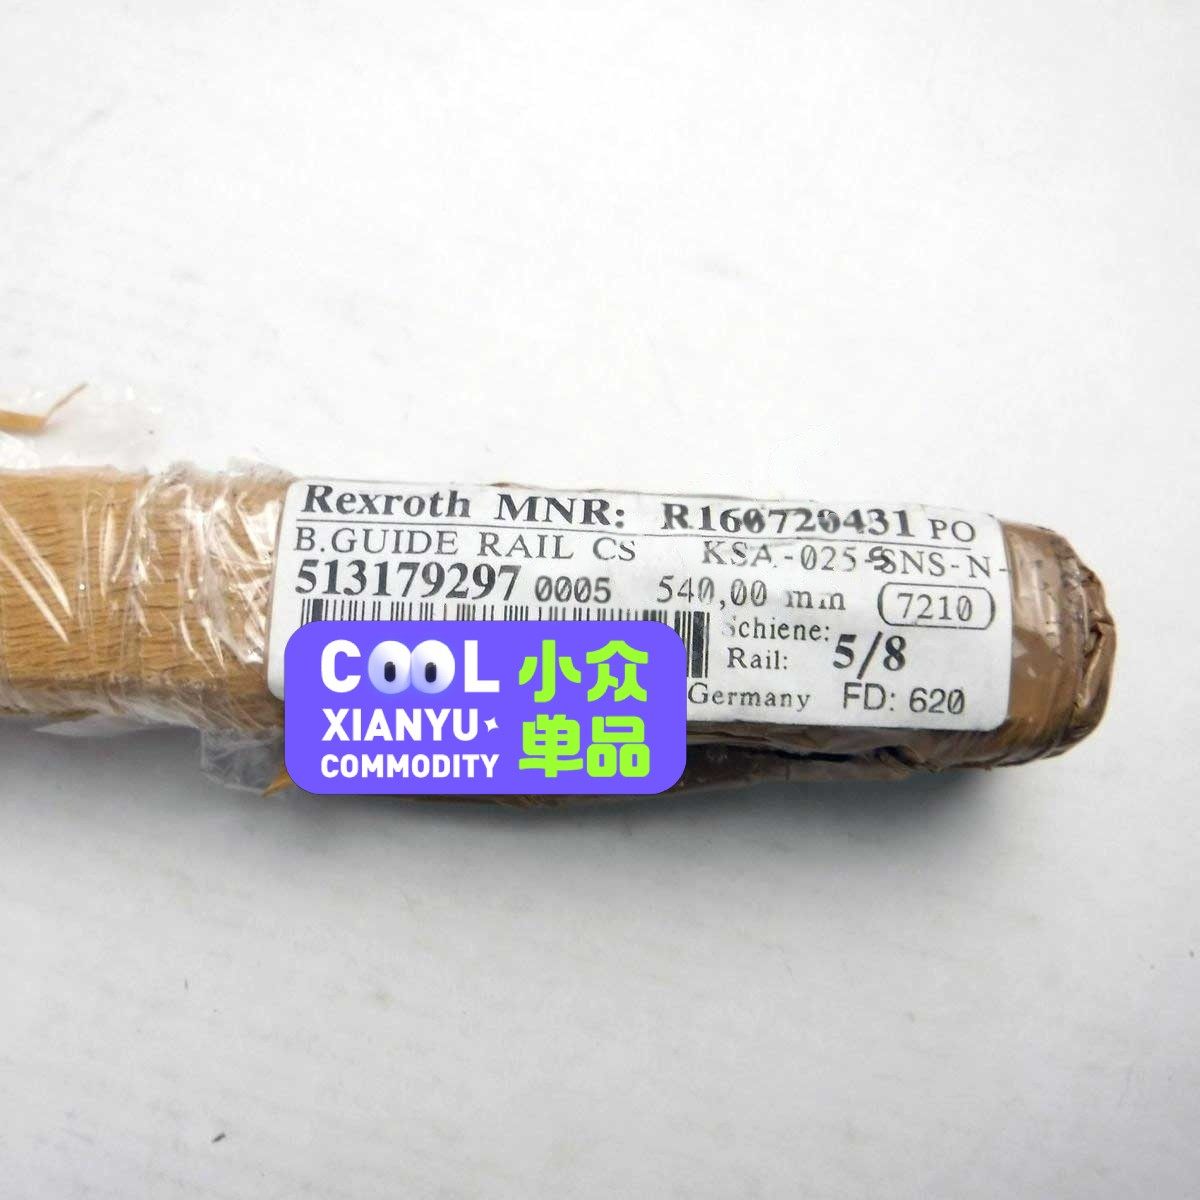 Rexroth MNR: R160720431 PO
B.GUIDE RAIL CS KSA-025-SNS-N-
513179297 0005 540,00 mm 7210
Schiene:
Rail: 5/8
Germany FD: 620
COOL 小众
XIANYU 单品
COMMODITY